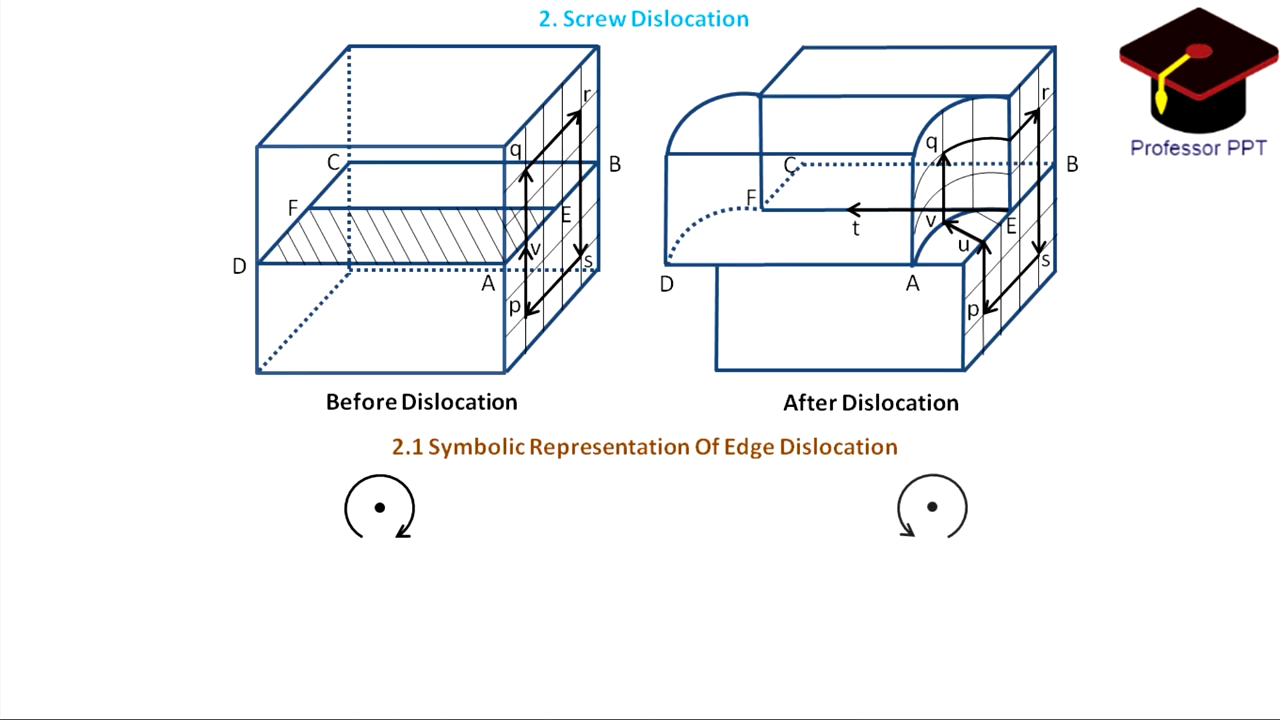 2. Screw Dislocation
Professor PPT
r
q
C
B
F
E
v
D
s
A
p
r
q
C
B
F
v
E
t
u
s
D
A
p
Before Dislocation
After Dislocation
2.1 Symbolic Representation Of Edge Dislocation